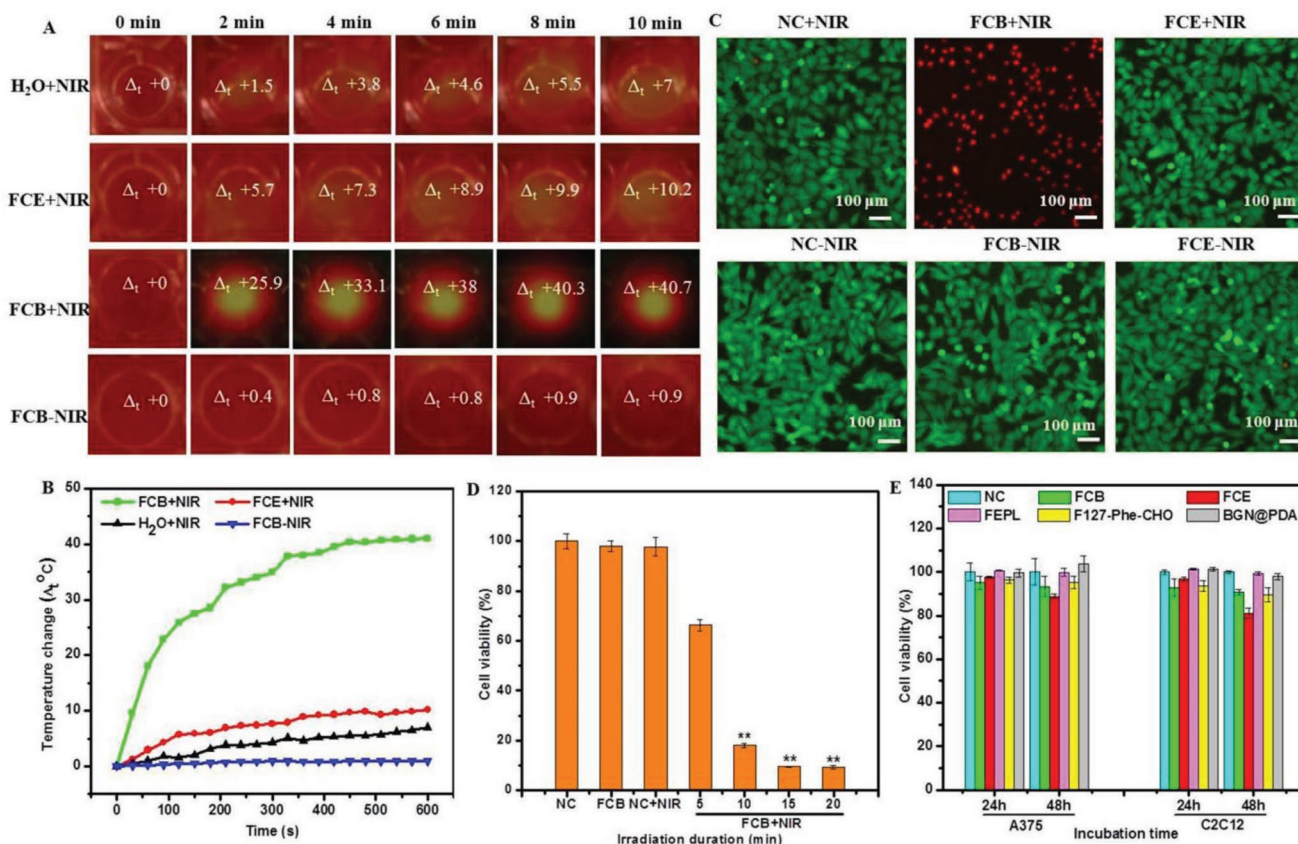 A
0 min 2 min 4 min 6 min 8 min 10 min
H₂O+NIR Δt +0 Δt +1.5 Δt +3.8 Δt +4.6 Δt +5.5 Δt +7
FCE+NIR Δt +0 Δt +5.7 Δt +7.3 Δt +8.9 Δt +9.9 Δt +10.2
FCB+NIR Δt +0 Δt +25.9 Δt +33.1 Δt +38 Δt +40.3 Δt +40.7
FCB-NIR Δt +0 Δt +0.4 Δt +0.8 Δt +0.8 Δt +0.9 Δt +0.9
C
NC+NIR FCB+NIR FCE+NIR
100 µm 100 µm 100 µm
NC-NIR FCB-NIR FCE-NIR
100 µm 100 µm 100 µm
B
FCB+NIR FCE+NIR
H₂O+NIR FCB-NIR
Temperature change (Δt°C)
50
40
30
20
10
0
0 100 200 300 400 500 600
Time (s)
D
Cell viability (%)
120
100
80
60
40
20
0
** ** **
NC FCB NC+NIR 5 10 15 20
FCB+NIR
Irradiation duration (min)
E
NC FCB FCE
FEPL F127-Phe-CHO BGN@PDA
Cell viability (%)
140
120
100
80
60
40
20
0
24h 48h 24h 48h
A375 C2C12
Incubation time